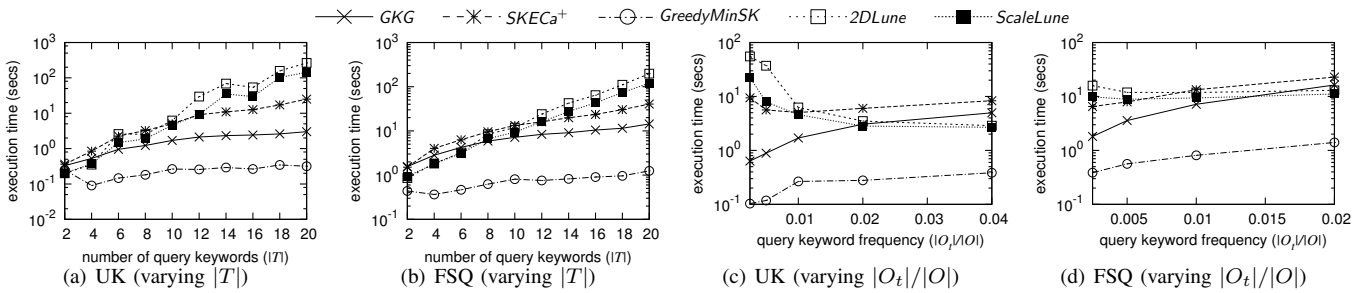 GKG SKECa+ GreedyMinSK 2DLune ScaleLune
execution time (secs)
10^3
10^2
10^1
10^0
10^-1
10^-2
2 4 6 8 10 12 14 16 18 20
number of query keywords (|T|)
(a) UK (varying |T|)
execution time (secs)
10^3
10^2
10^1
10^0
10^-1
2 4 6 8 10 12 14 16 18 20
number of query keywords (|T|)
(b) FSQ (varying |T|)
execution time (secs)
10^2
10^1
10^0
10^-1
0.01 0.02 0.03 0.04
query keyword frequency (|O_t|/|O|)
(c) UK (varying |O_t|/|O|)
execution time (secs)
10^2
10^1
10^0
10^-1
0.005 0.01 0.015 0.02
query keyword frequency (|O_t|/|O|)
(d) FSQ (varying |O_t|/|O|)